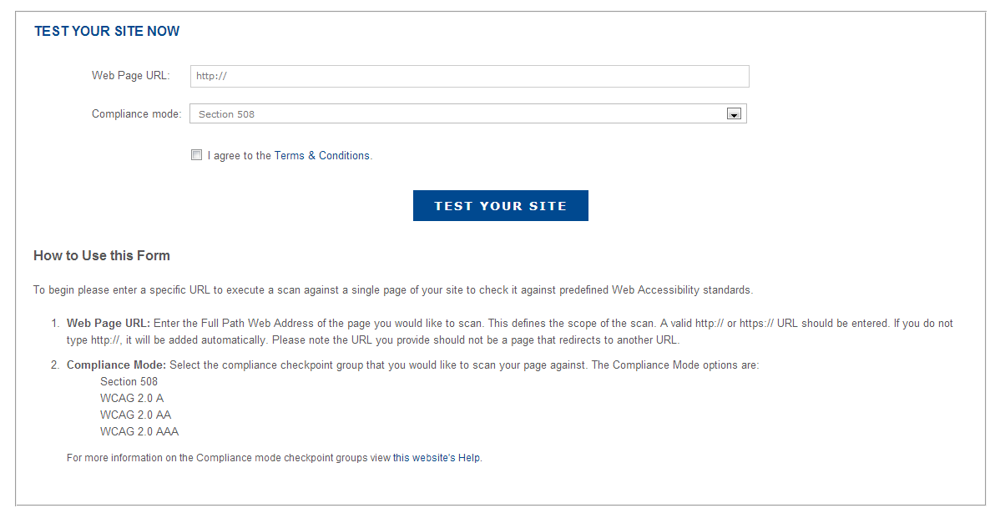 TEST YOUR SITE NOW
Web Page URL: http://
Compliance mode: Section 508
I agree to the Terms & Conditions.
TEST YOUR SITE
How to Use this Form
To begin please enter a specific URL to execute a scan against a single page of your site to check it against predefined Web Accessibility standards.
1. Web Page URL: Enter the Full Path Web Address of the page you would like to scan. This defines the scope of the scan. A valid http:// or https:// URL should be entered. If you do not
type http://, it will be added automatically. Please note the URL you provide should not be a page that redirects to another URL.
2. Compliance Mode: Select the compliance checkpoint group that you would like to scan your page against. The Compliance Mode options are:
Section 508
WCAG 2.0 A
WCAG 2.0 AA
WCAG 2.0 AAA
For more information on the Compliance mode checkpoint groups view this website's Help.